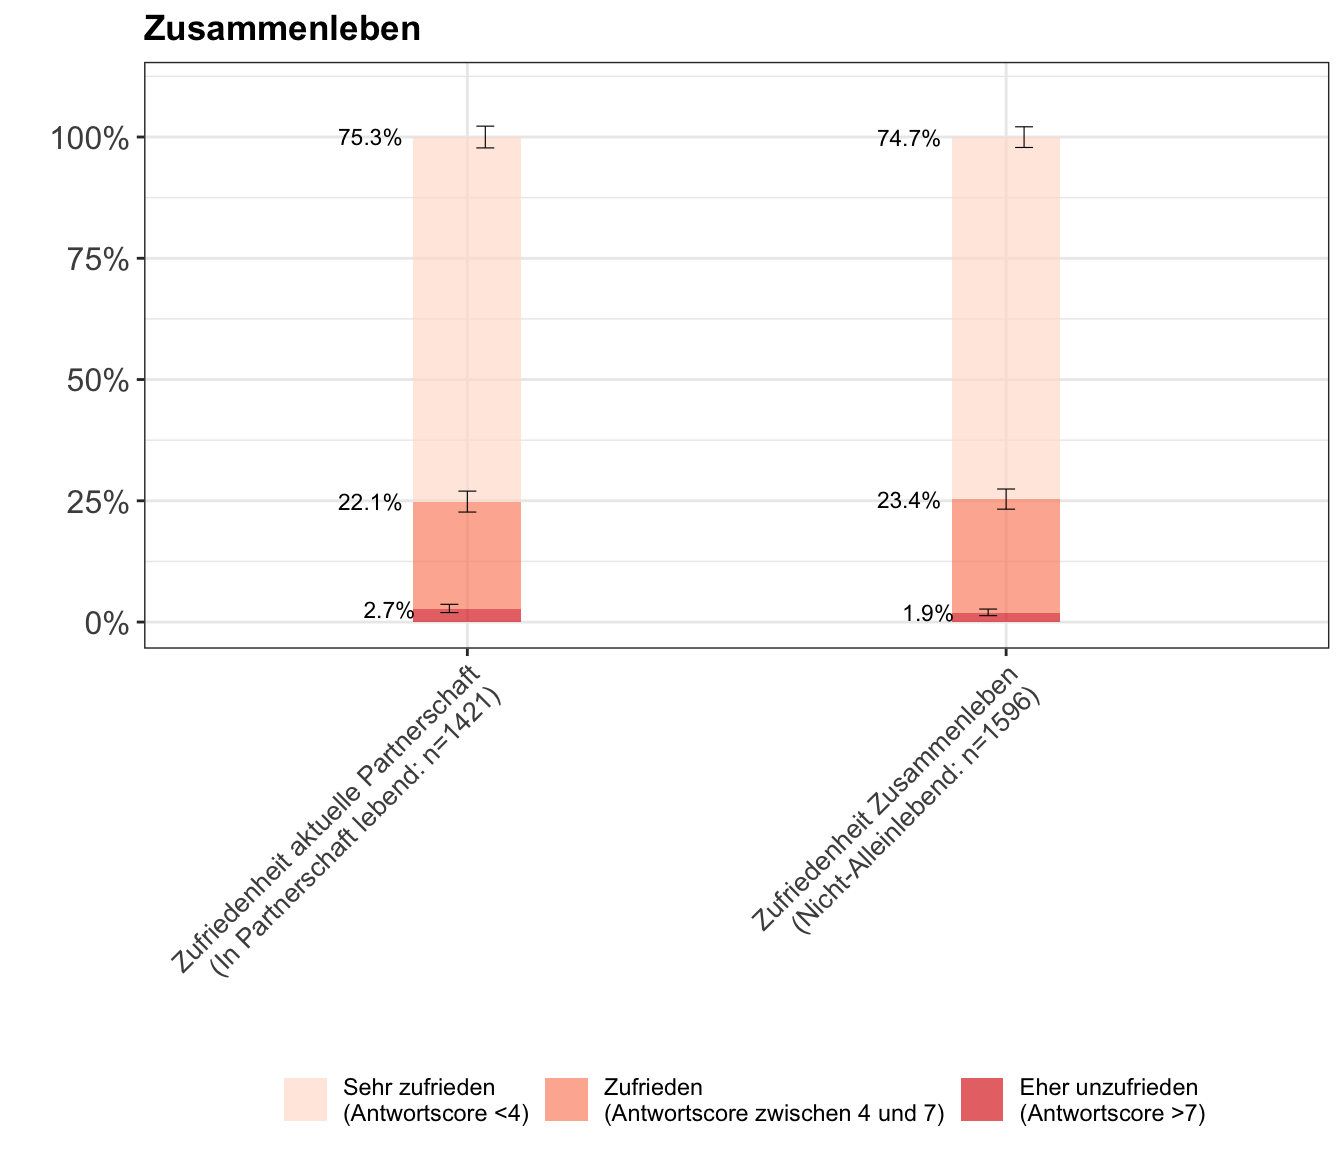 Zusammenleben
100%
75%
50%
25%
0%
75.3%
22.1%
2.7%
74.7%
23.4%
1.9%
Zufriedenheit aktuelle Partnerschaft
(In Partnerschaft lebend: n=1421)
Zufriedenheit Zusammenleben
(Nicht-Alleinlebend: n=1596)
Sehr zufrieden
(Antwortscore <4)
Zufrieden
(Antwortscore zwischen 4 und 7)
Eher unzufrieden
(Antwortscore >7)